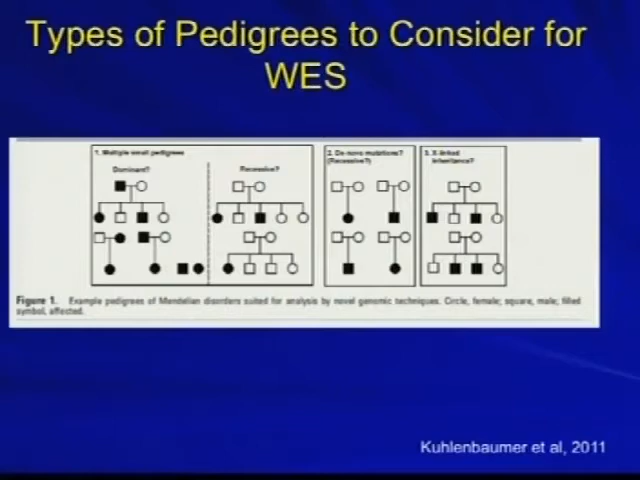 Types of Pedigrees to Consider for
WES
1. Multiple small pedigrees
Dominant?
Recessive?
2. De novo mutations?
(Recessive?)
3. X-linked
inheritance?
Figure 1. Example pedigrees of Mendelian disorders suited for analysis by novel genomic techniques. Circle, female; square, male; filled
symbol, affected.
Kuhlenbaumer et al, 2011